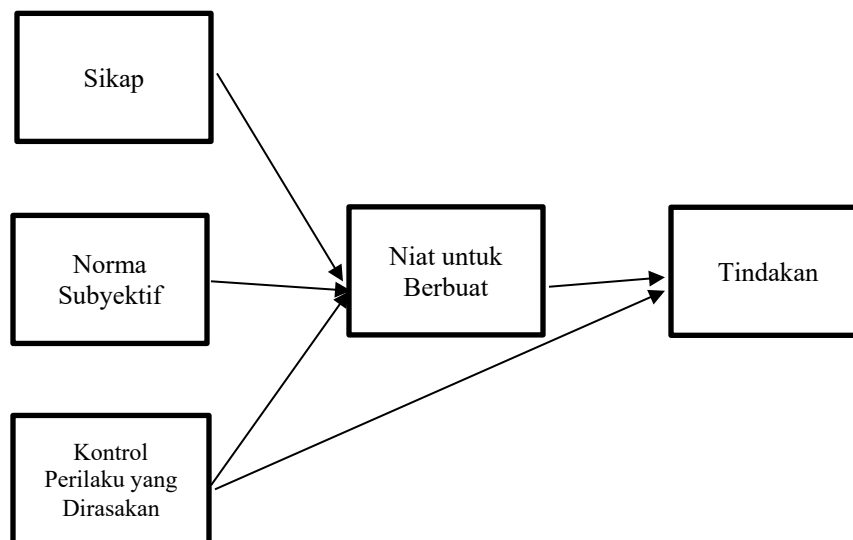 Sikap
Norma
Subyektif
Kontrol
Perilaku yang
Dirasakan
Niat untuk
Berbuat
Tindakan